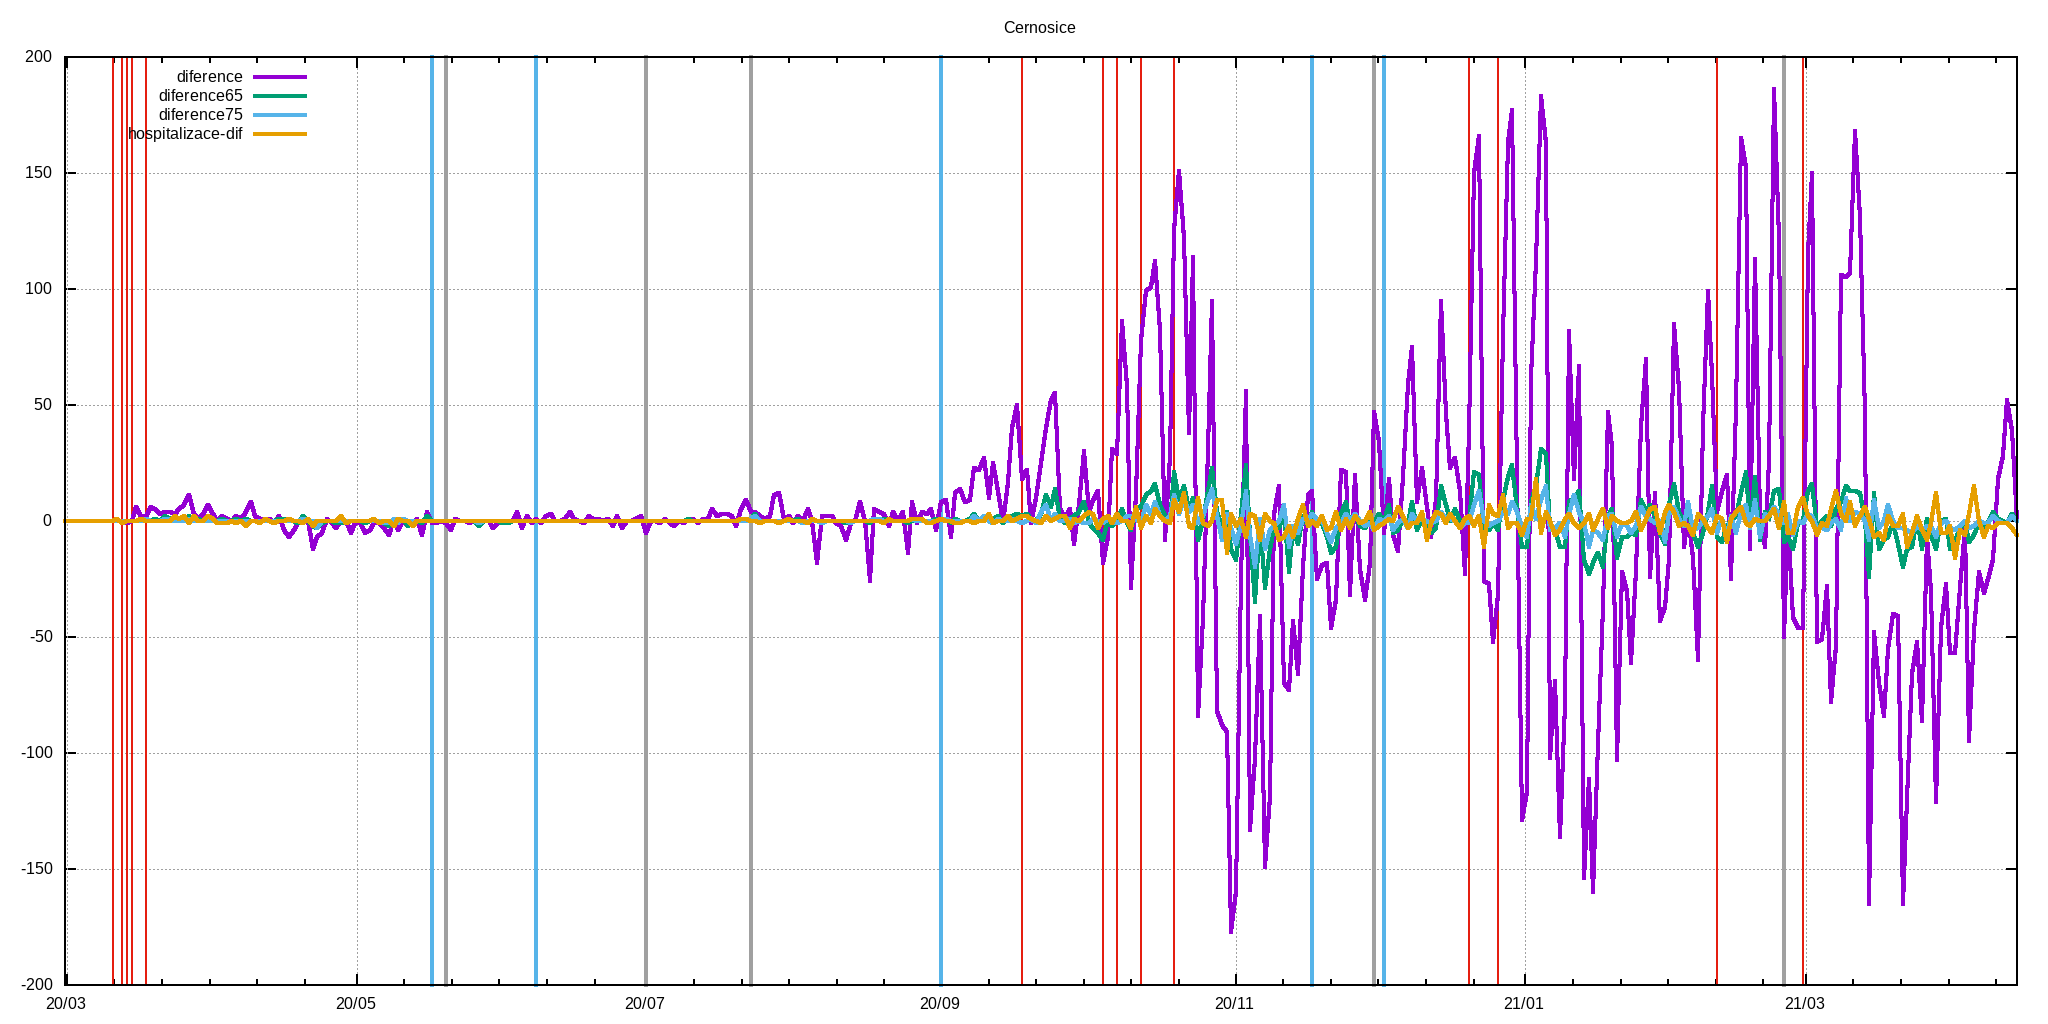 Cernosice
diference
diference65
diference75
hospitalizace-dif
200
150
100
50
0
-50
-100
-150
-200
20/03 20/05 20/07 20/09 20/11 21/01 21/03